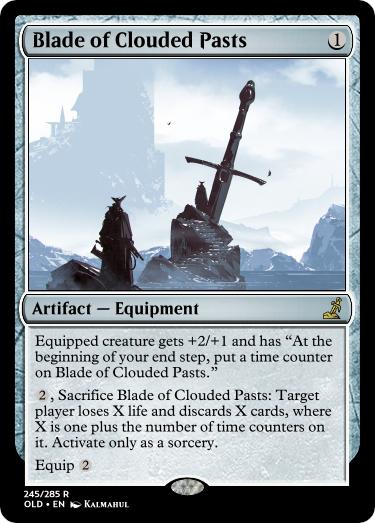 Blade of Clouded Pasts 1
Artifact — Equipment
Equipped creature gets +2/+1 and has “At the
beginning of your end step, put a time counter
on Blade of Clouded Pasts.”
2 , Sacrifice Blade of Clouded Pasts: Target
player loses X life and discards X cards, where
X is one plus the number of time counters on
it. Activate only as a sorcery.
Equip 2
245/285 R
OLD • EN Kalmahul